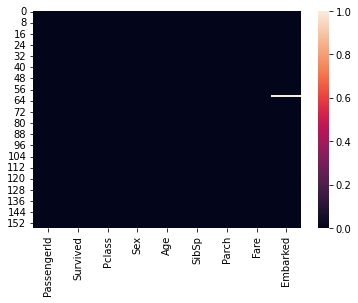 0
8
16
24
32
40
48
56
64
72
80
88
96
104
112
120
128
136
144
152
PassengerId
Survived
Pclass
Sex
Age
SibSp
Parch
Fare
Embarked
1.0
0.8
0.6
0.4
0.2
0.0